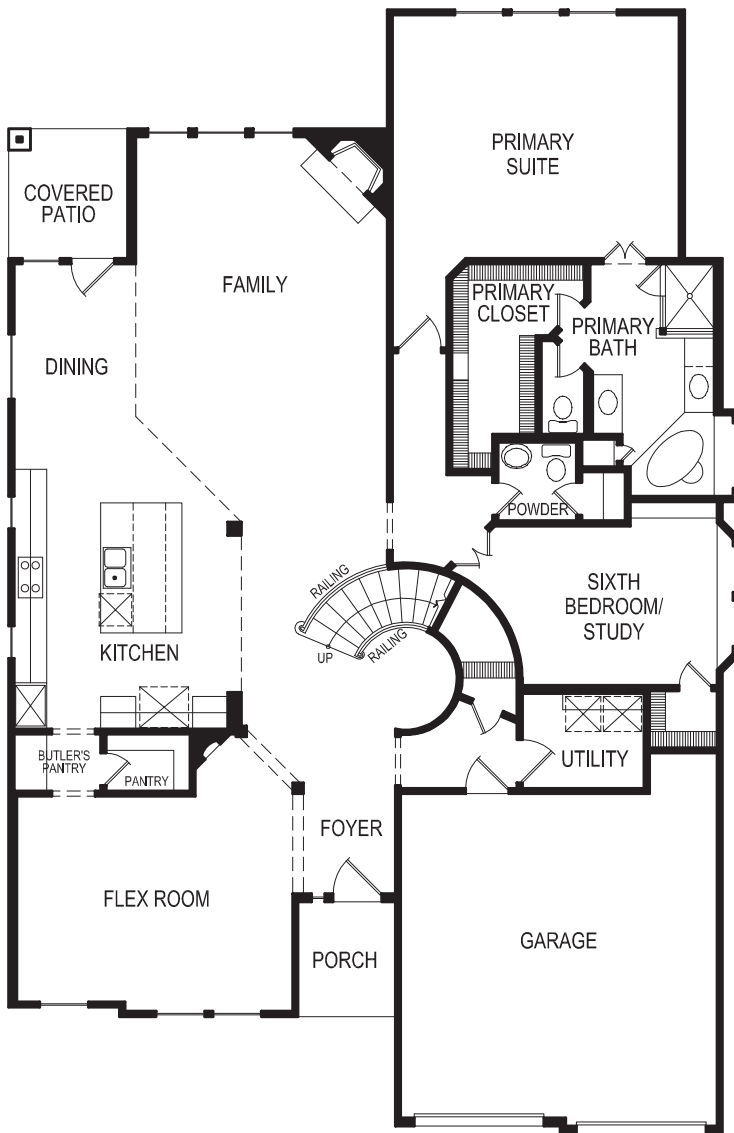 PRIMARY
SUITE
COVERED
PATIO
FAMILY
PRIMARY
CLOSET
PRIMARY
BATH
DINING
POWDER
RAILING
SIXTH
BEDROOM/
STUDY
KITCHEN
UP
RAILING
BUTLER'S
PANTRY
PANTRY
UTILITY
FOYER
FLEX ROOM
PORCH
GARAGE